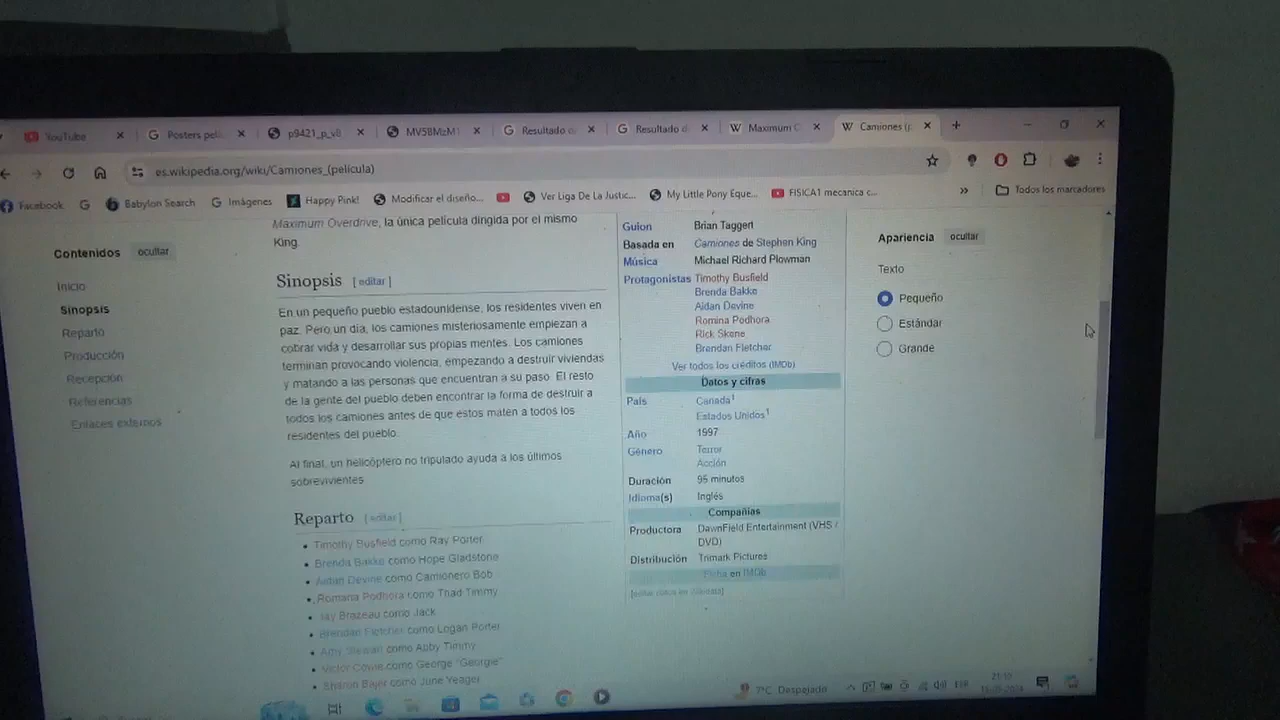 YouTube
Posters pelí
p9421_p_v8
MV5BMzM1
Resultado d
Resultado d
Maximum O
Camiones (p
es.wikipedia.org/wiki/Camiones_(película)
Facebook
Babylon Search
Imágenes
Happy Pink!
Modificar el diseño...
Ver Liga De La Justic...
My Little Pony Eque...
FISICA1 mecanica c...
Todos los marcadores
Contenidos ocultar
Inicio
Sinopsis
Reparto
Producción
Recepción
Referencias
Enlaces externos
Maximum Overdrive, la única película dirigida por el mismo
King.
Sinopsis [ editar ]
En un pequeño pueblo estadounidense, los residentes viven en
paz. Pero un día, los camiones misteriosamente empiezan a
cobrar vida y desarrollar sus propias mentes. Los camiones
terminan provocando violencia, empezando a destruir viviendas
y matando a las personas que encuentran a su paso. El resto
de la gente del pueblo deben encontrar la forma de destruir a
todos los camiones antes de que estos maten a todos los
residentes del pueblo.
Al final, un helicóptero no tripulado ayuda a los últimos
sobrevivientes
Reparto [ editar ]
Timothy Busfield como Ray Porter
Brenda Bakke como Hope Gladstone
Aidan Devine como Camionero Bob
Romana Podhora como Thad Timmy
Jay Brazeau como Jack
Brendan Fletcher como Logan Porter
Amy Stewart como Abby Timmy
Victor Cowie como George "Georgie"
Sharon Bajer como June Yeager
Guion Brian Taggert
Basada en Camiones de Stephen King
Música Michael Richard Plowman
Protagonistas Timothy Busfield
Brenda Bakke
Aidan Devine
Romina Podhora
Rick Skene
Brendan Fletcher
Ver todos los créditos (IMDb)
Datos y cifras
País Canada¹
Estados Unidos¹
Año 1997
Género Terror
Acción
Duración 95 minutos
Idioma(s) Inglés
Compañías
Productora DawnField Entertainment (VHS /
DVD)
Distribución Trimark Pictures
Ficha en IMDb
[editar datos en Wikidata]
Apariencia ocultar
Texto
Pequeño
Estándar
Grande
7°C Despejado
ESP
21:10